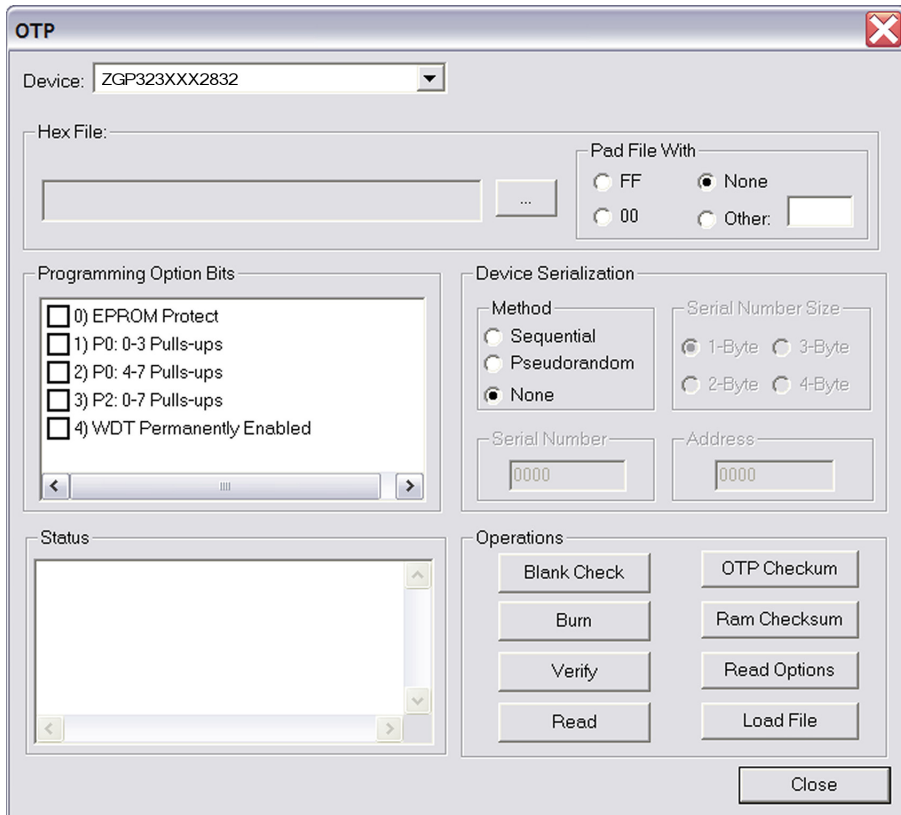 OTP
Device: ZGP323XXX2832
Hex File:
...
Pad File With
FF
None
00
Other:
Programming Option Bits
0) EPROM Protect
1) P0: 0-3 Pulls-ups
2) P0: 4-7 Pulls-ups
3) P2: 0-7 Pulls-ups
4) WDT Permanently Enabled
Device Serialization
Method
Sequential
Pseudorandom
None
Serial Number Size
1-Byte
3-Byte
2-Byte
4-Byte
Serial Number
0000
Address
0000
Status
Operations
Blank Check
OTP Checkum
Burn
Ram Checksum
Verify
Read Options
Read
Load File
Close